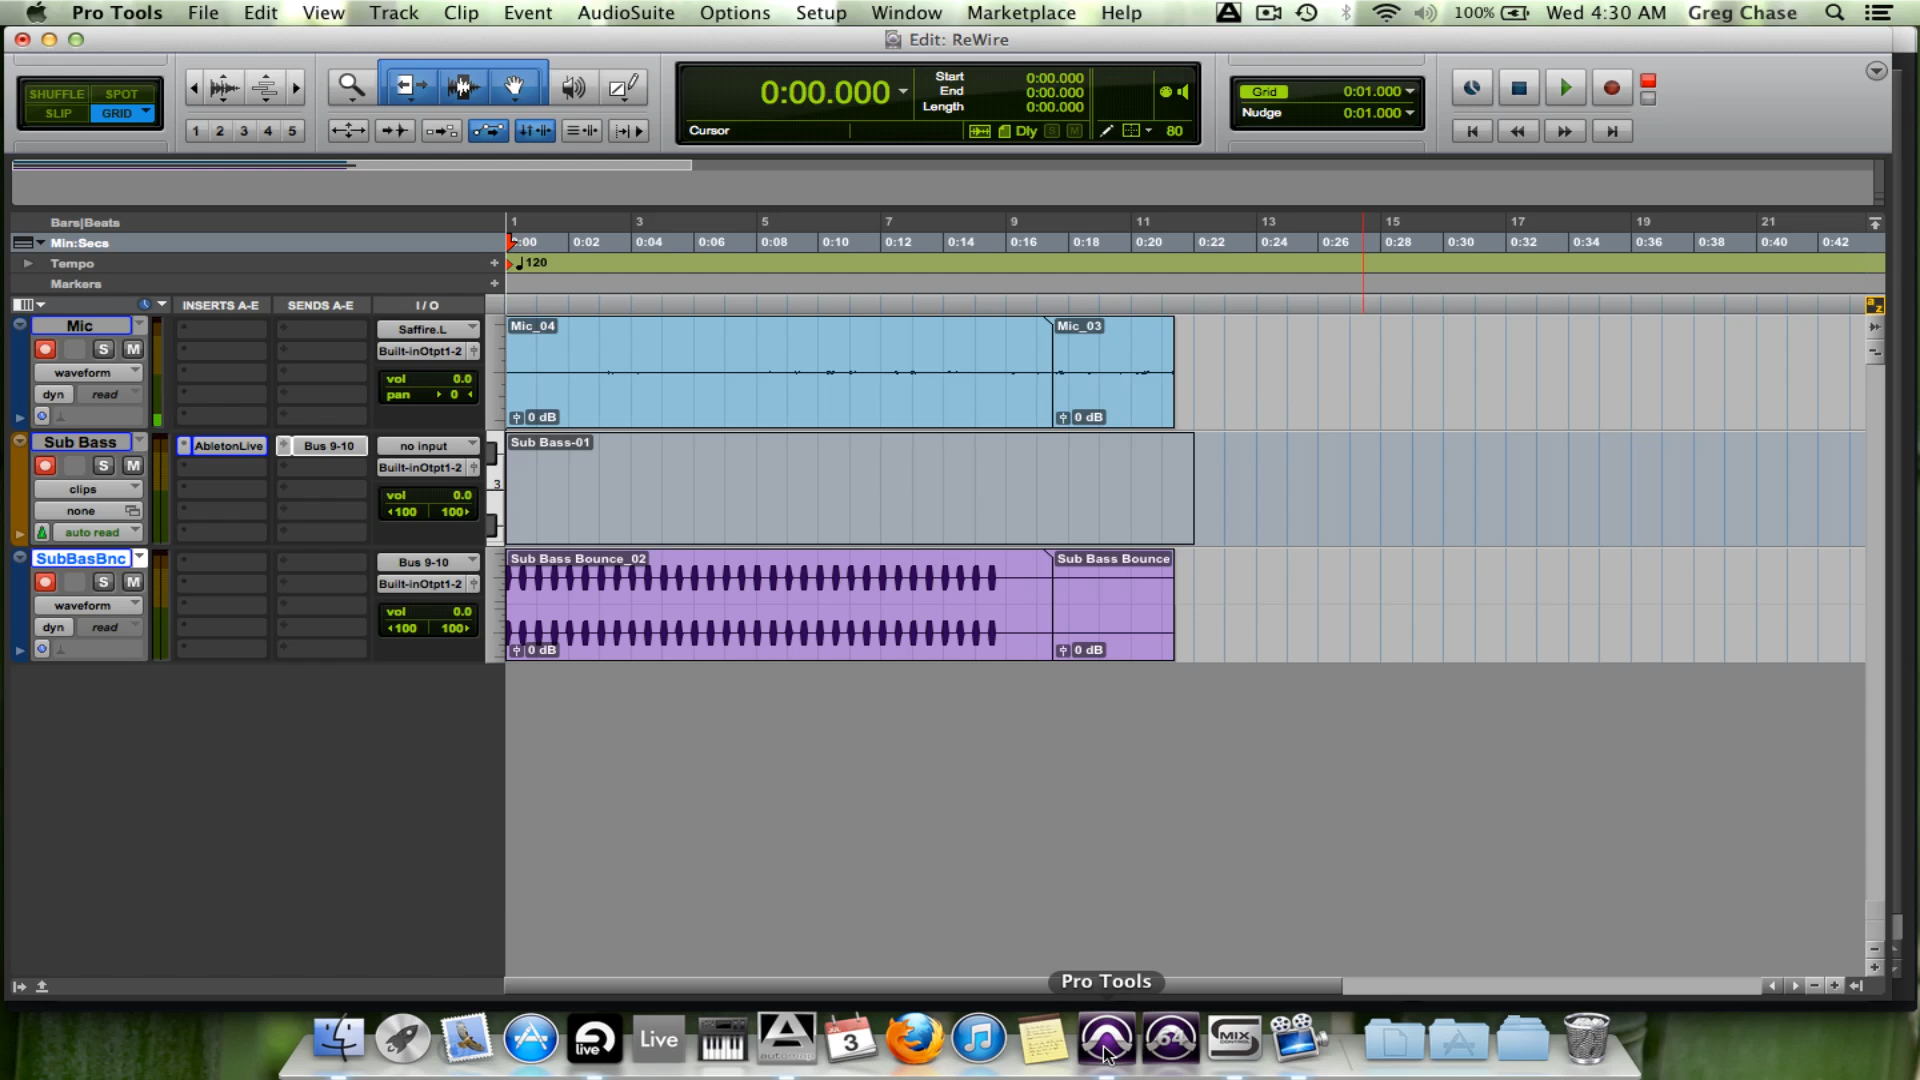 Pro Tools File Edit View Track Clip Event AudioSuite Options Setup Window Marketplace Help 100% Wed 4:30 AM Greg Chase
Edit: ReWire
SHUFFLE SPOT
SLIP GRID
1 2 3 4 5
0:00.000
Start 0:00.000
End 0:00.000
Length 0:00.000
Cursor Dly S M 80
Grid 0:01.000
Nudge 0:01.000
Bars|Beats 1 3 5 7 9 11 13 15 17 19 21
Min:Secs :00 0:02 0:04 0:06 0:08 0:10 0:12 0:14 0:16 0:18 0:20 0:22 0:24 0:26 0:28 0:30 0:32 0:34 0:36 0:38 0:40 0:42
Tempo + 120
Markers +
INSERTS A-E SENDS A-E I / O
a z
Mic Saffire.L Mic_04 Mic_03
S M Built-inOtpt1-2
waveform vol 0.0
dyn read pan 0
0 dB 0 dB
Sub Bass AbletonLive Bus 9-10 no input Sub Bass-01
S M Built-inOtpt1-2
clips vol 0.0 3
none 100 100
auto read
SubBasBnc Bus 9-10 Sub Bass Bounce_02 Sub Bass Bounce
S M Built-inOtpt1-2
waveform vol 0.0
dyn read 100 100
0 dB 0 dB
Pro Tools
live Live automap JUL 3 64 MIX CONTROL